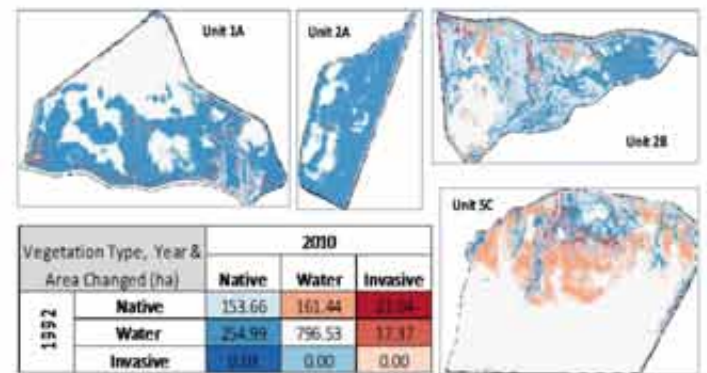 Unit 1A
Unit 2A
Unit 2B
Unit 5C
Vegetation Type, Year & Area Changed (ha)
2010
Native Water Invasive
1992
Native 153.66 161.44
Water 254.99 796.53 17.37
Invasive 0.00 0.00